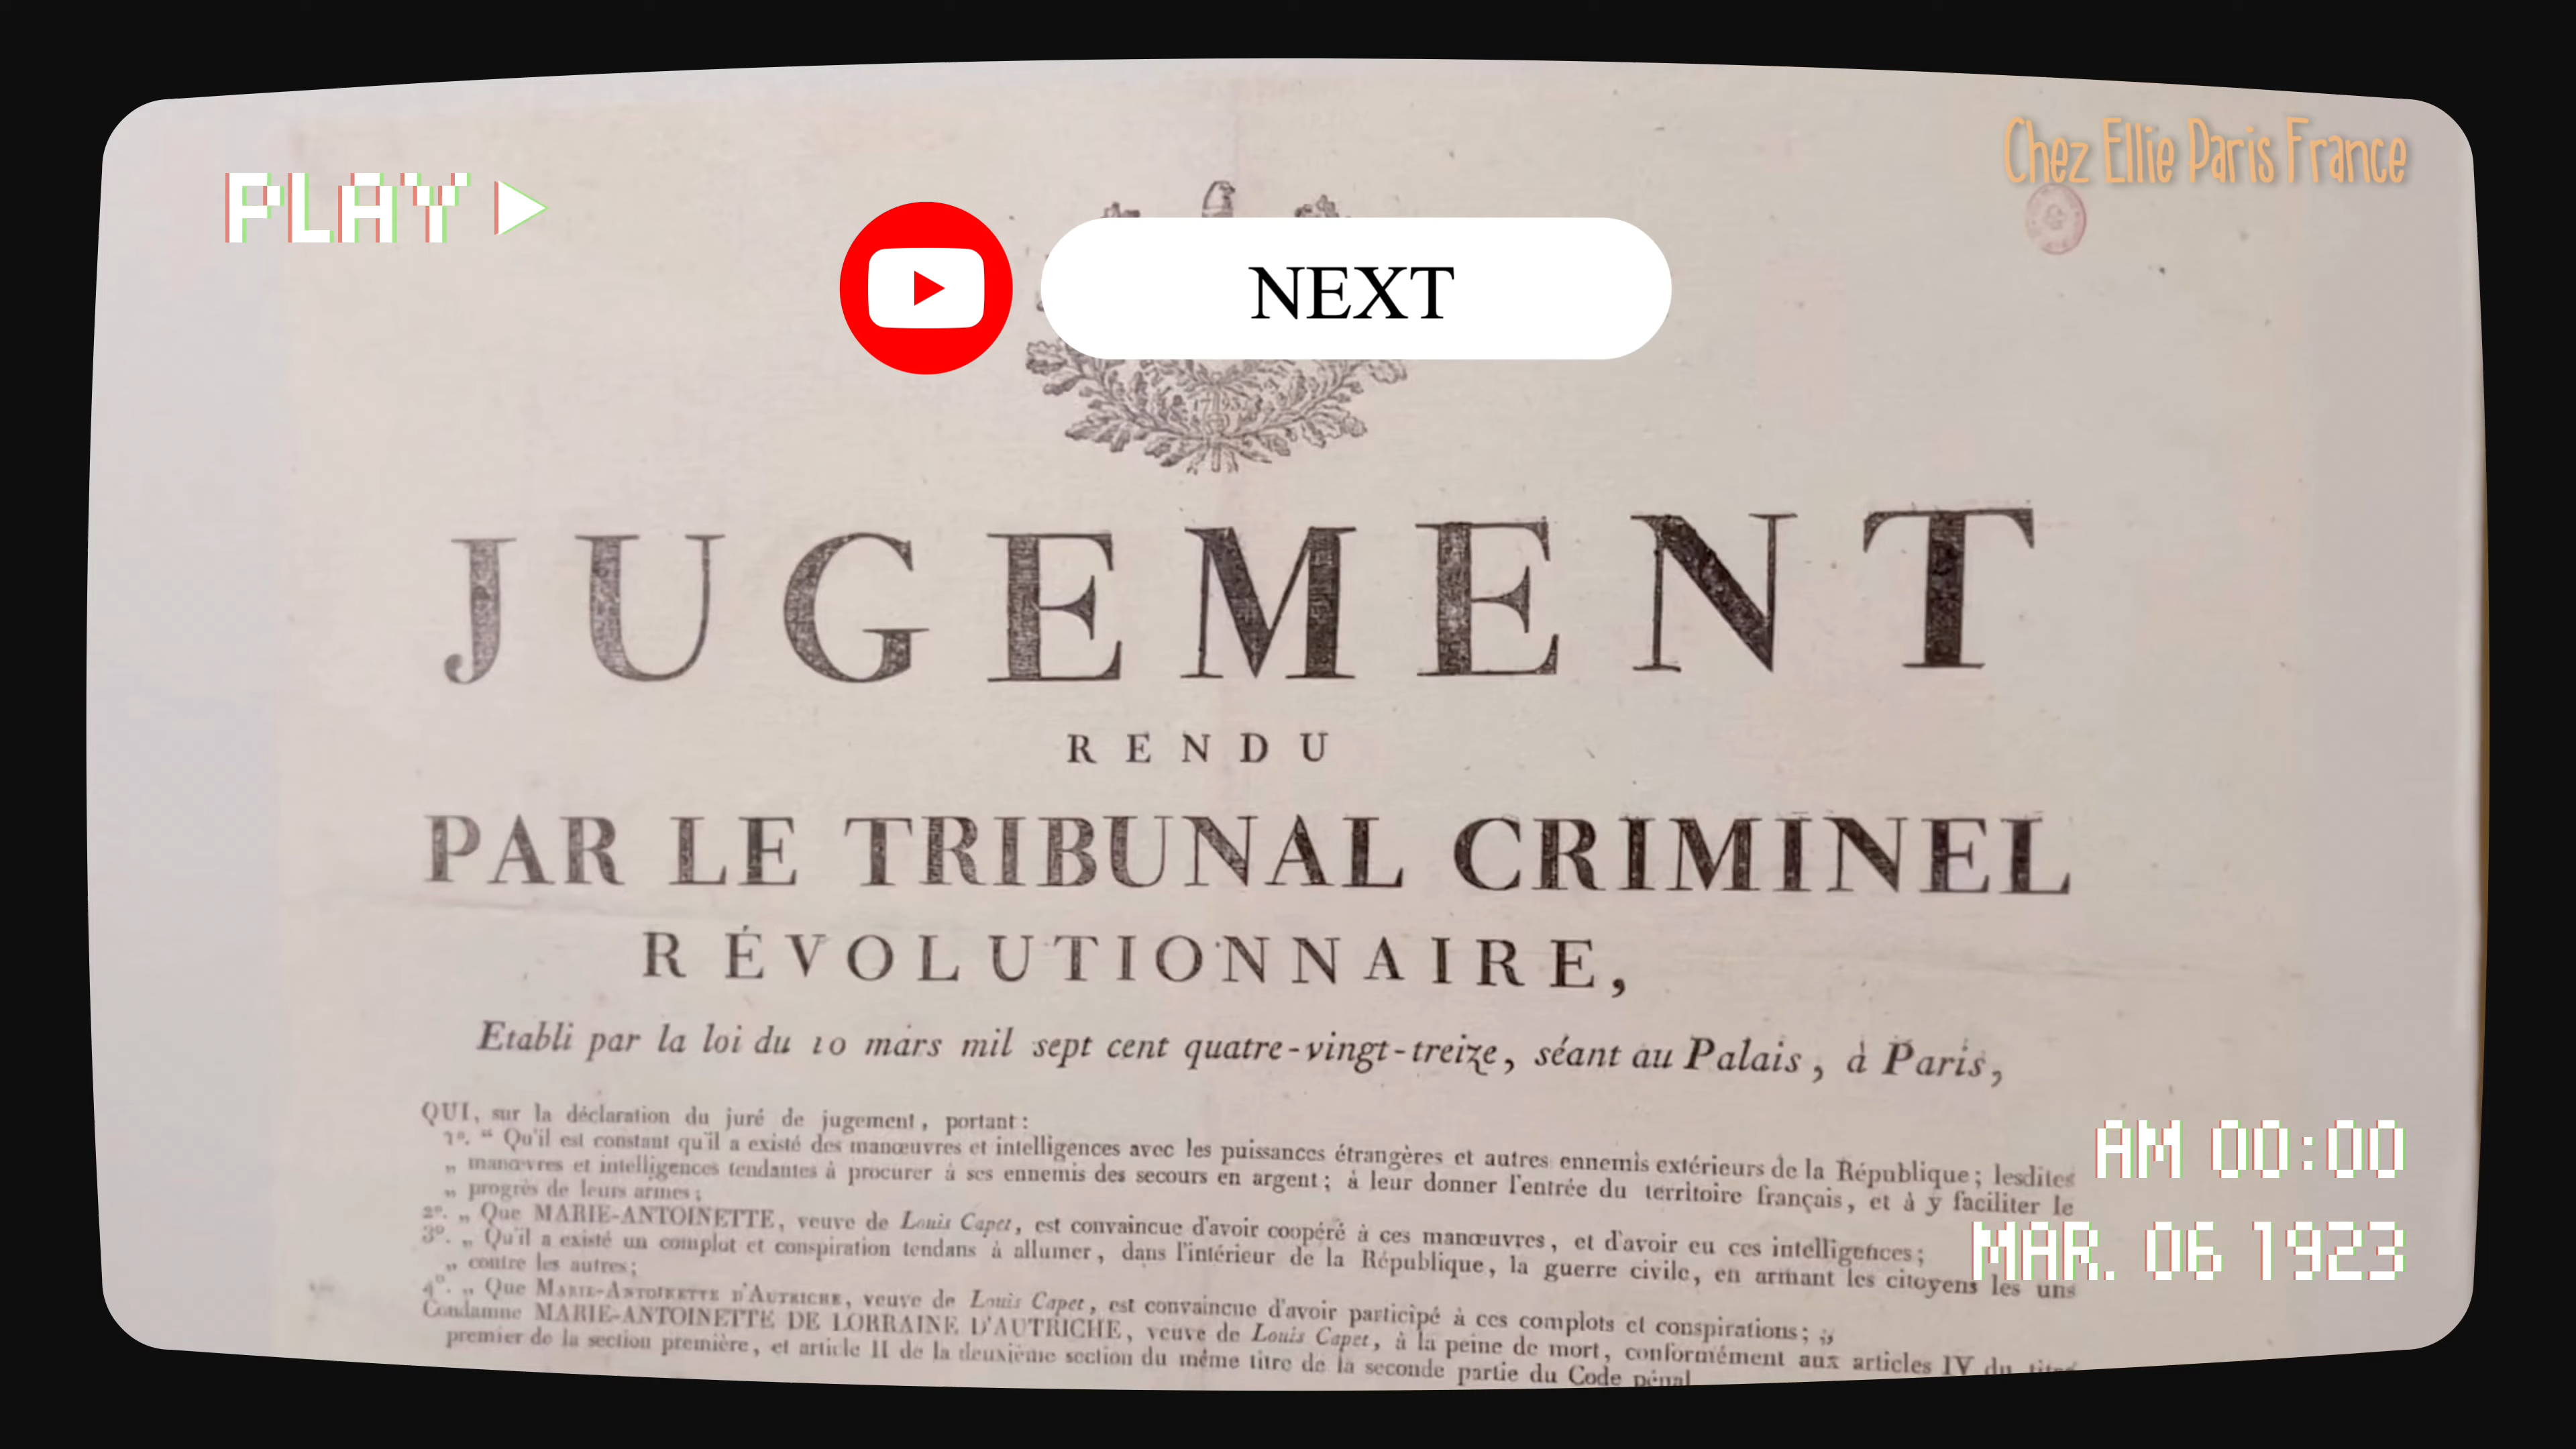 Chez Ellie Paris France
PLAY
NEXT
JUGEMENT
RENDU
PAR LE TRIBUNAL CRIMINEL
RÉVOLUTIONNAIRE,
Etabli par la loi du 10 mars mil sept cent quatre-vingt-treize, séant au Palais, à Paris,
QUI, sur la déclaration du juré de jugement, portant :
1º. “ Qu'il est constant qu'il a existé des manœuvres et intelligences avec les puissances étrangères et autres ennemis extérieurs de la République ; lesdites
„ manœvres et intelligences tendantes à procurer à ses ennemis des secours en argent ; à leur donner l'entrée du territoire français, et à y faciliter le
„ progrès de leurs armes ;
2º. „ Que MARIE-ANTOINETTE, veuve de Louis Capet, est convaincue d'avoir coopéré à ces manœuvres, et d'avoir eu ces intelligences ;
3º. „ Qu'il a existé un complot et conspiration tendans à allumer, dans l'intérieur de la République, la guerre civile, en armant les citoyens les uns
„ contre les autres ;
4º. „ Que MARIE-ANTOINETTE D'AUTRICHE, veuve de Louis Capet, est convaincue d'avoir participé à ces complots et conspirations ; „
Condamne MARIE-ANTOINETTE DE LORRAINE D'AUTRICHE, veuve de Louis Capet, à la peine de mort, conformément aux articles IV du titre
premier de la section première, et article II de la deuxième section du même titre de la seconde partie du Code pénal
AM 00:00
MAR. 06 1923